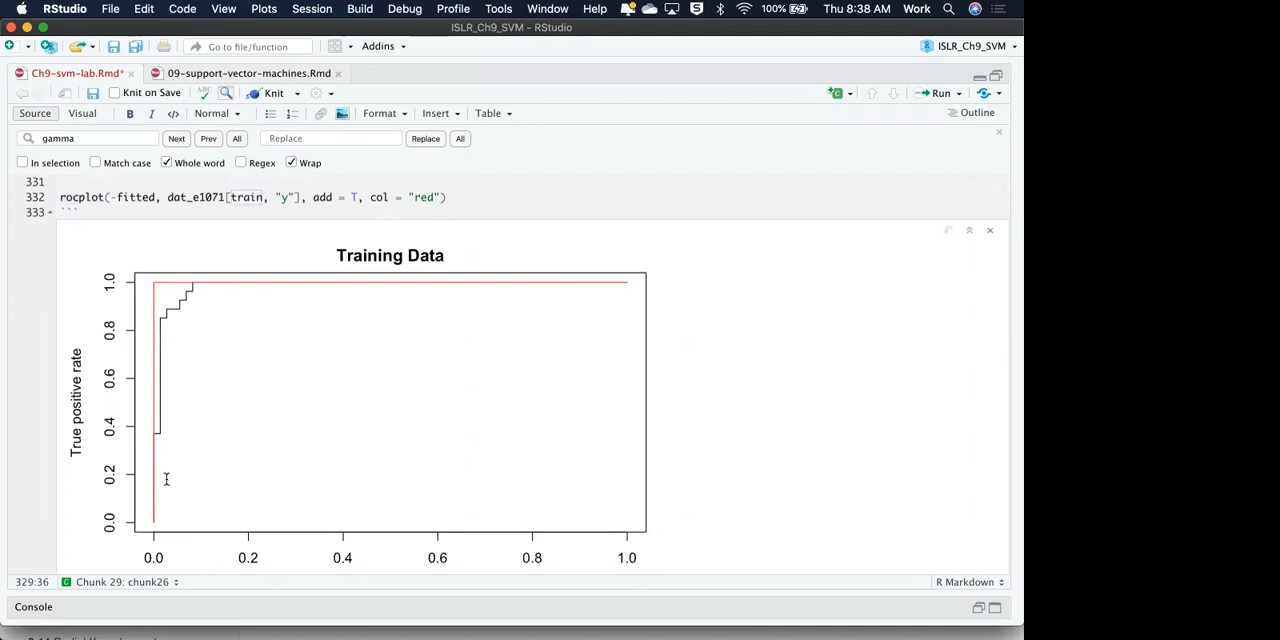 RStudio File Edit Code View Plots Session Build Debug Profile Tools Window Help 100% Thu 8:38 AM Work
ISLR_Ch9_SVM - RStudio
Go to file/function Addins ISLR_Ch9_SVM
Ch9-svm-lab.Rmd* 09-support-vector-machines.Rmd
Knit on Save ABC Knit Run
Source Visual B I </> Normal Format Insert Table Outline
gamma Next Prev All Replace Replace All
In selection Match case Whole word Regex Wrap
331
332 rocplot(-fitted, dat_e1071[train, "y"], add = T, col = "red")
333 ```
Training Data
True positive rate
1.0
0.8
0.6
0.4
0.2
0.0
0.0 0.2 0.4 0.6 0.8 1.0
329:36 C Chunk 29: chunk26 R Markdown
Console